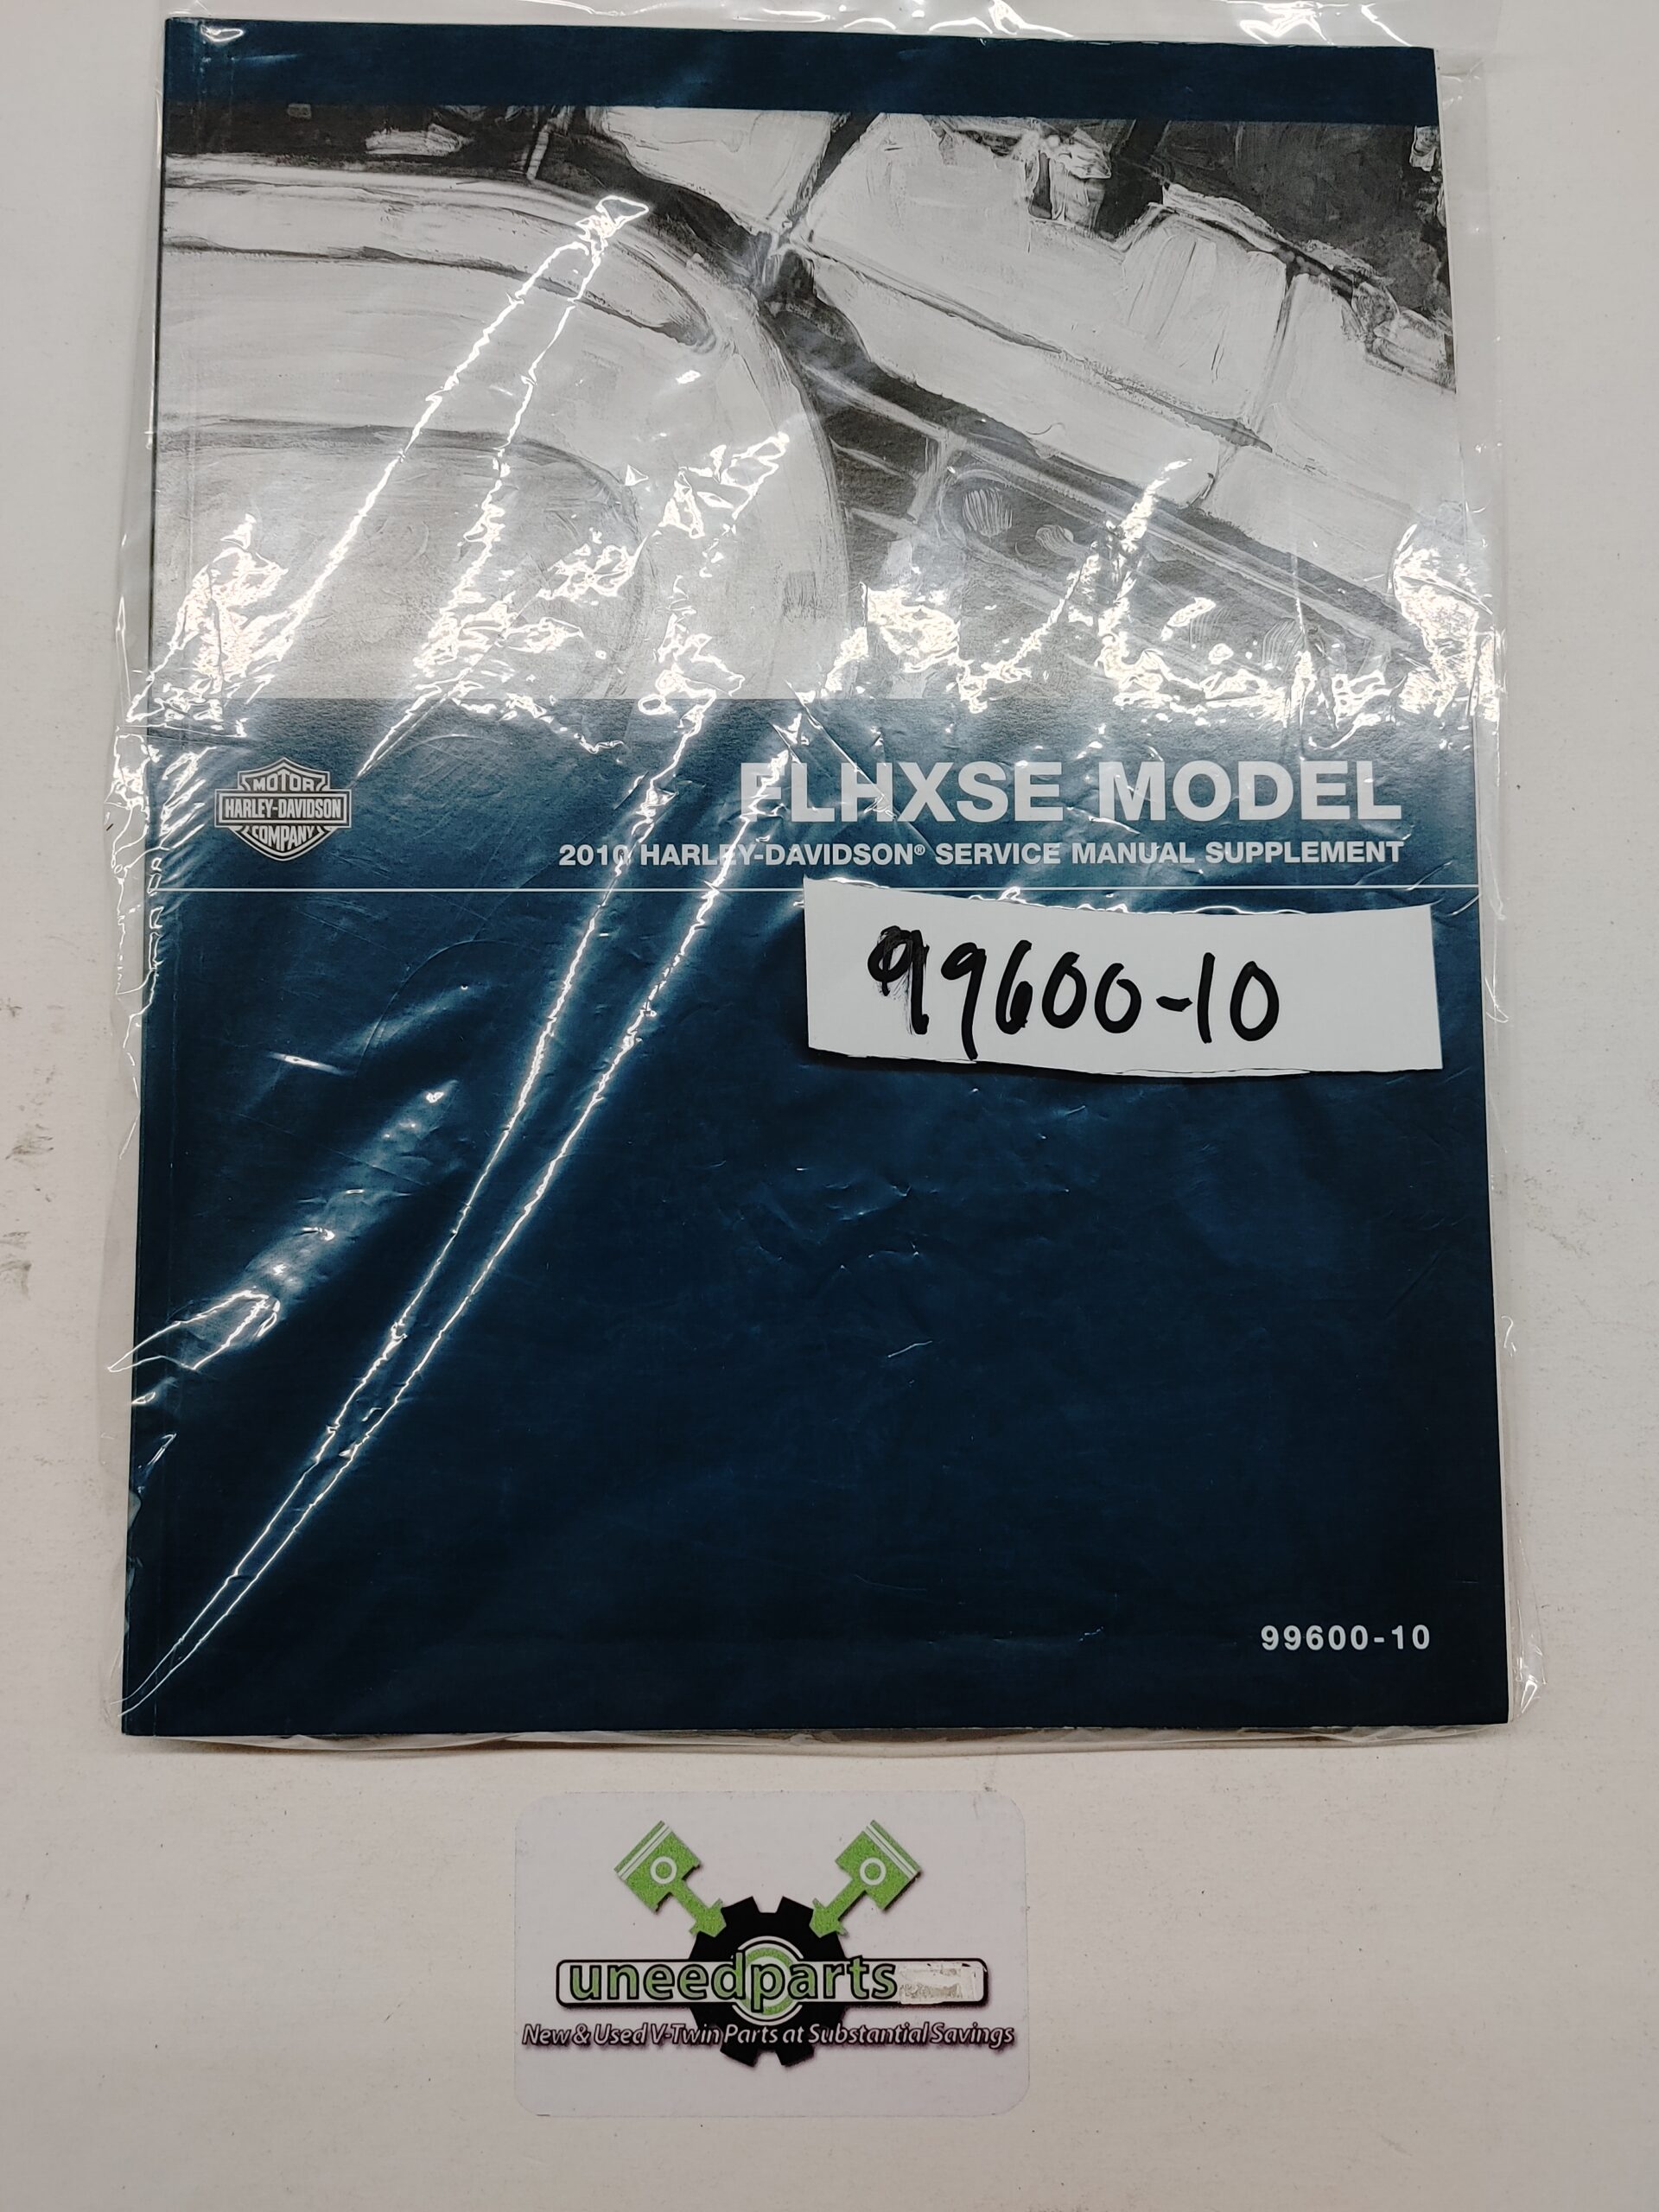 FLHXSE MODEL
MOTOR
HARLEY-DAVIDSON
COMPANY
2010 HARLEY-DAVIDSON® SERVICE MANUAL SUPPLEMENT
99600-10
99600-10
uneedparts
New & Used V-Twin Parts at Substantial Savings